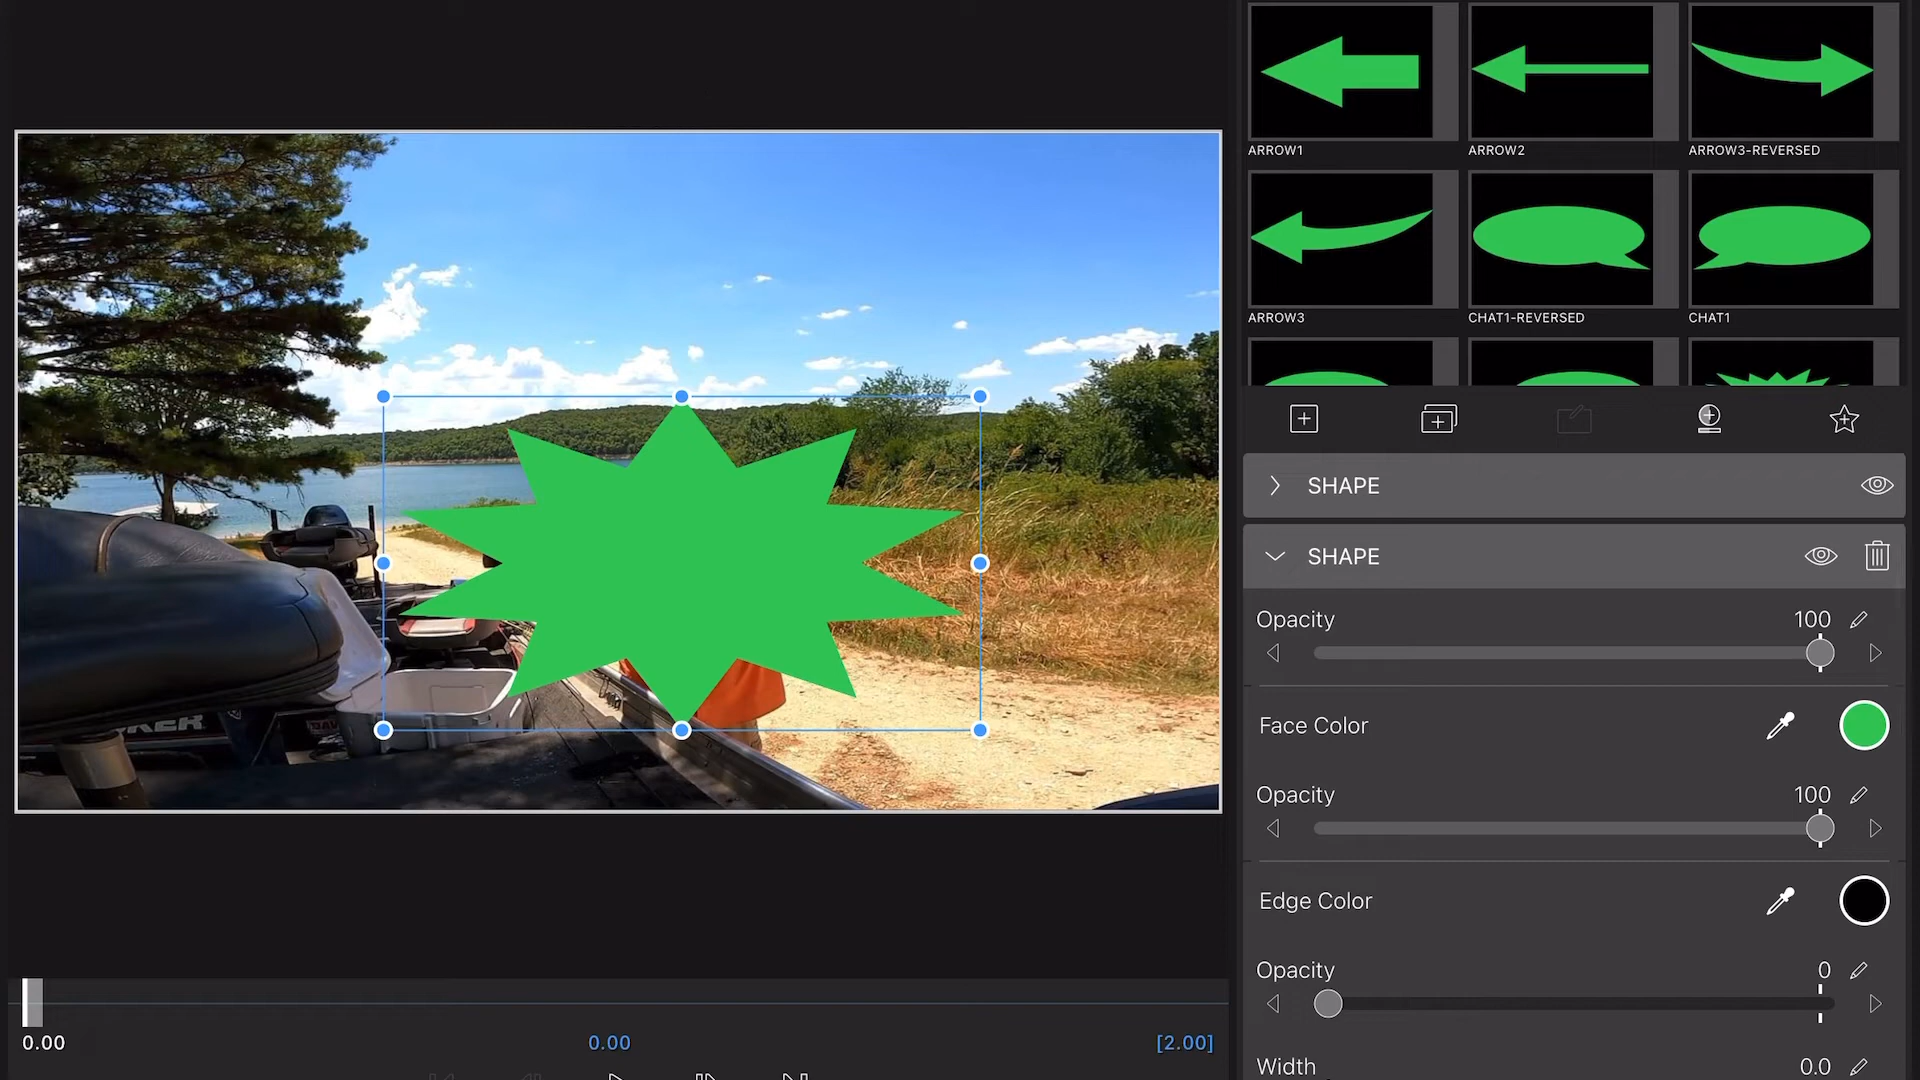 ARROW1
ARROW2
ARROW3-REVERSED
ARROW3
CHAT1-REVERSED
CHAT1
SHAPE
SHAPE
Opacity
100
Face Color
Opacity
100
Edge Color
Opacity
0
Width
0.0
0.00
0.00
[2.00]